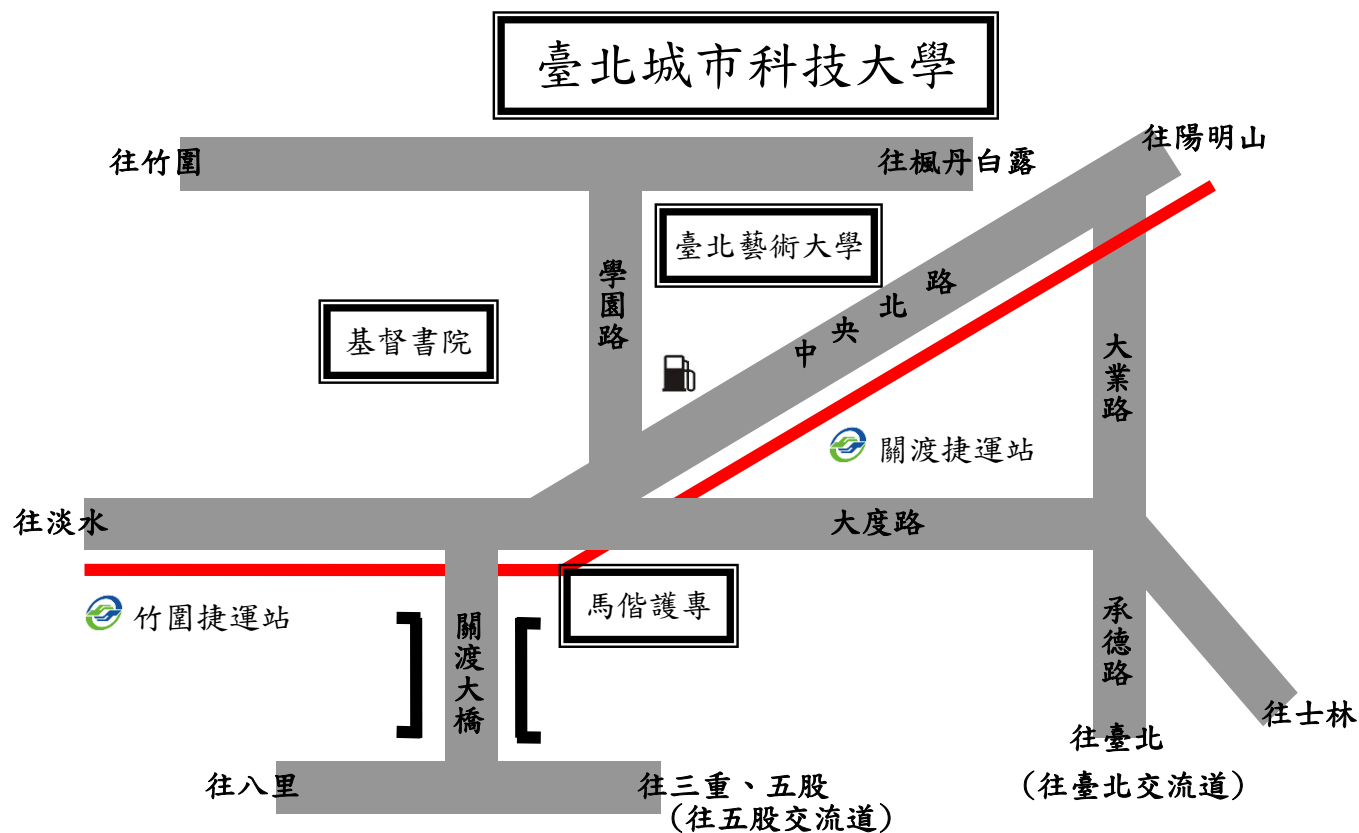 臺北城市科技大學
往陽明山
往竹圍
往楓丹白露
臺北藝術大學
學園路
中央北路
基督書院
大業路
關渡捷運站
往淡水
大度路
竹圍捷運站
關渡大橋
馬偕護專
承德路
往士林
往臺北
(往臺北交流道)
往八里
往三重、五股
(往五股交流道)